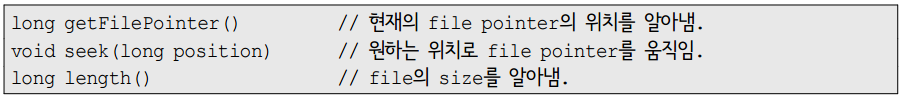 long getFilePointer() // 현재의 file pointer의 위치를 알아냄.
void seek(long position) // 원하는 위치로 file pointer를 움직임.
long length() // file의 size를 알아냄.